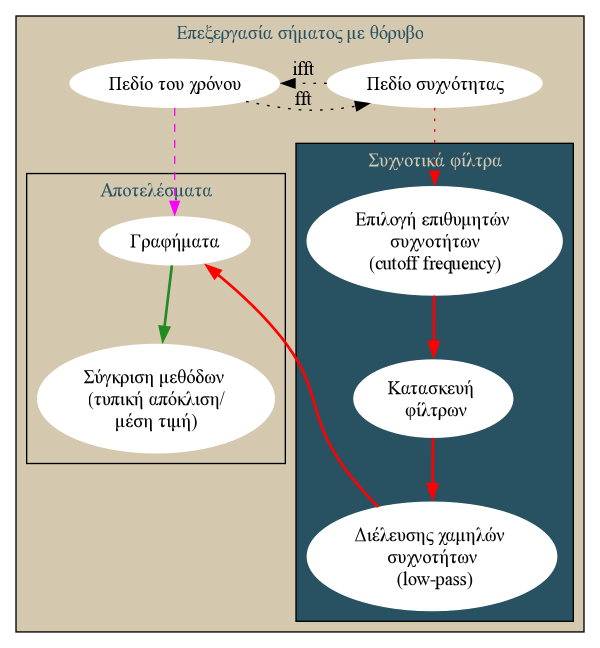 Επεξεργασία σήματος με θόρυβο
Πεδίο του χρόνου
ifft
fft
Πεδίο συχνότητας
Αποτελέσματα
Γραφήματα
Σύγκριση μεθόδων
(τυπική απόκλιση/
μέση τιμή)
Συχνοτικά φίλτρα
Επιλογή επιθυμητών
συχνοτήτων
(cutoff frequency)
Κατασκευή
φίλτρων
Διέλευσης χαμηλών
συχνοτήτων
(low-pass)